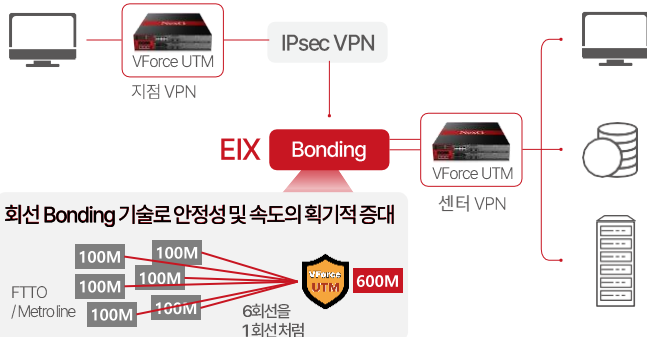 VForce UTM
지점 VPN
IPsec VPN
EIX
Bonding
VForce UTM
센터 VPN
회선 Bonding 기술로 안정성 및 속도의 획기적 증대
100M
100M
100M
100M
100M
100M
FTTO
/ Metro line
VForce
UTM
600M
6회선을
1회선처럼